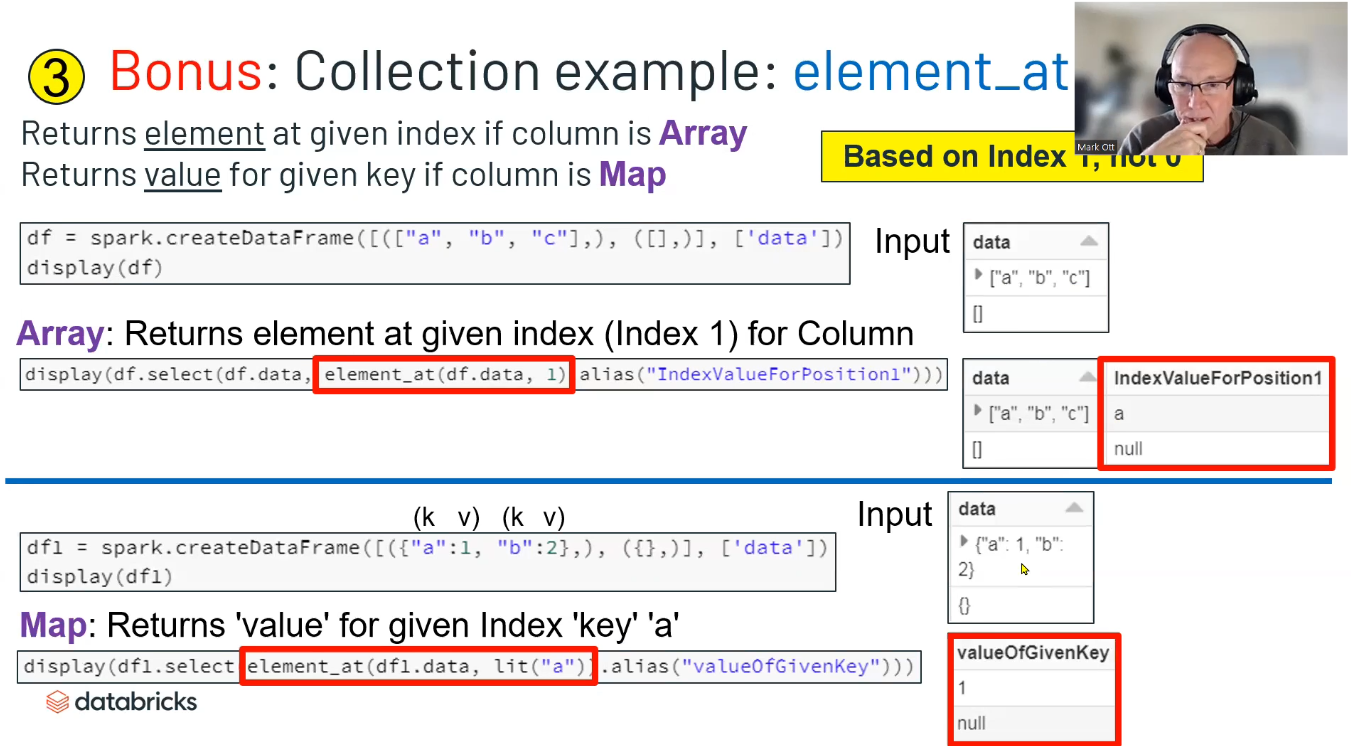 3 Bonus: Collection example: element_at
Mark Ott
Returns element at given index if column is Array
Returns value for given key if column is Map
Based on Index 1, not 0
df = spark.createDataFrame([(["a", "b", "c"],), ([],)], ['data'])
display(df)
Input
data
["a", "b", "c"]
[]
Array: Returns element at given index (Index 1) for Column
display(df.select(df.data, element_at(df.data, 1) alias("IndexValueForPosition1")))
data IndexValueForPosition1
["a", "b", "c"] a
[] null
(k v) (k v)
df1 = spark.createDataFrame([({"a":1, "b":2},), ({},)], ['data'])
display(df1)
Input
data
{"a": 1, "b":
2}
{}
Map: Returns 'value' for given Index 'key' 'a'
display(df1.select element_at(df1.data, lit("a")).alias("valueOfGivenKey")))
valueOfGivenKey
1
null
databricks